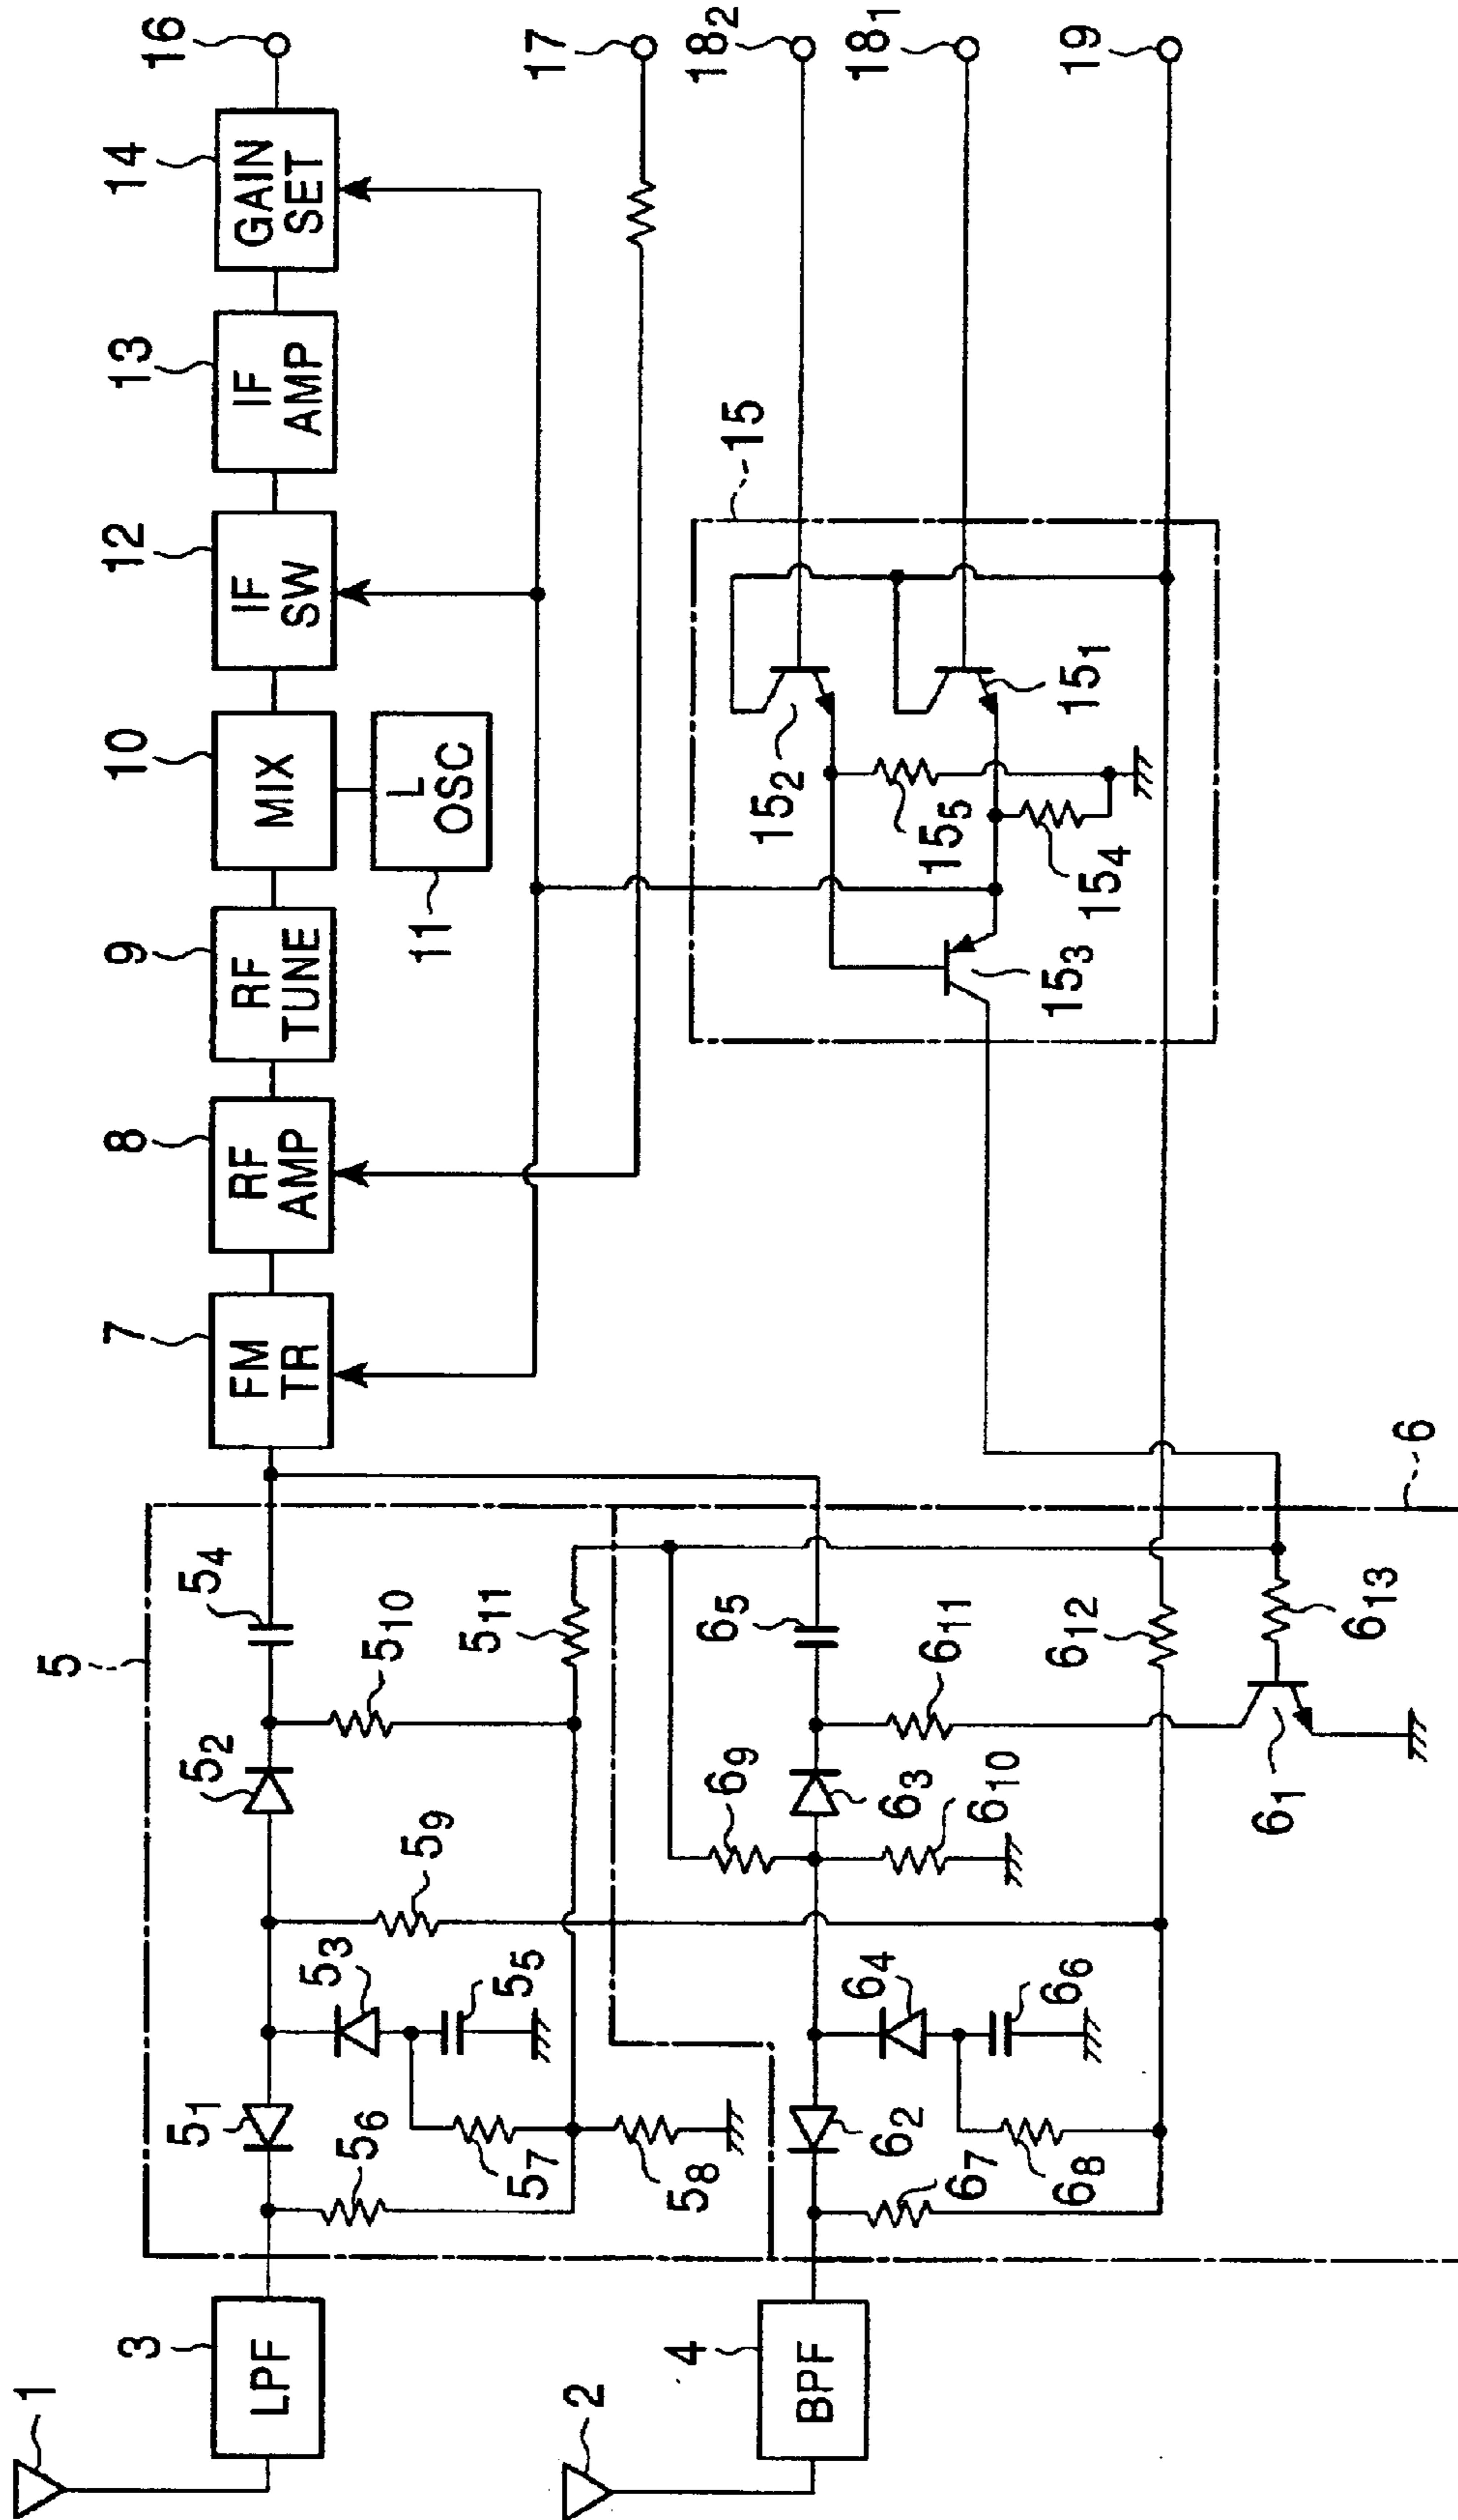 1
3
LPF
5
5₁
5₂
5₄
5₃
5₅
5₆
5₇
5₈
5₉
5₁₀
5₁₁
7
FM
TR
8
RF
AMP
9
RF
TUNE
10
MIX
11
L
OSC
12
IF
SW
13
IF
AMP
14
GAIN
SET
16
17
18₂
18₁
19
2
4
BPF
6
6₂
6₄
6₆
6₇
6₈
6₉
6₃
6₁₀
6₅
6₁₁
6₁₂
6₁₃
6₁
15
15₂
15₁
15₅
15₄
15₃